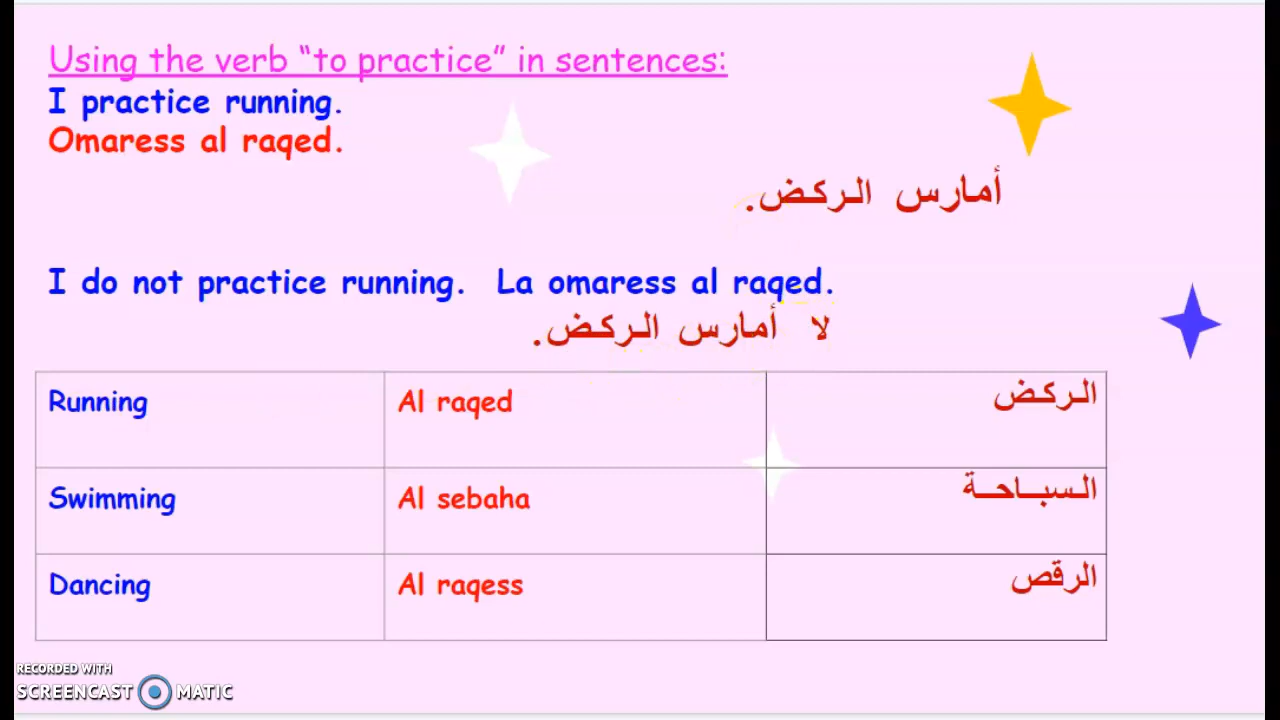 Using the verb “to practice” in sentences:
I practice running.
Omaress al raqed.
أمارس الركض.
I do not practice running. La omaress al raqed.
لا أمارس الركض.
Running Al raqed الركض
Swimming Al sebaha السباحة
Dancing Al raqess الرقص
RECORDED WITH
SCREENCAST MATIC